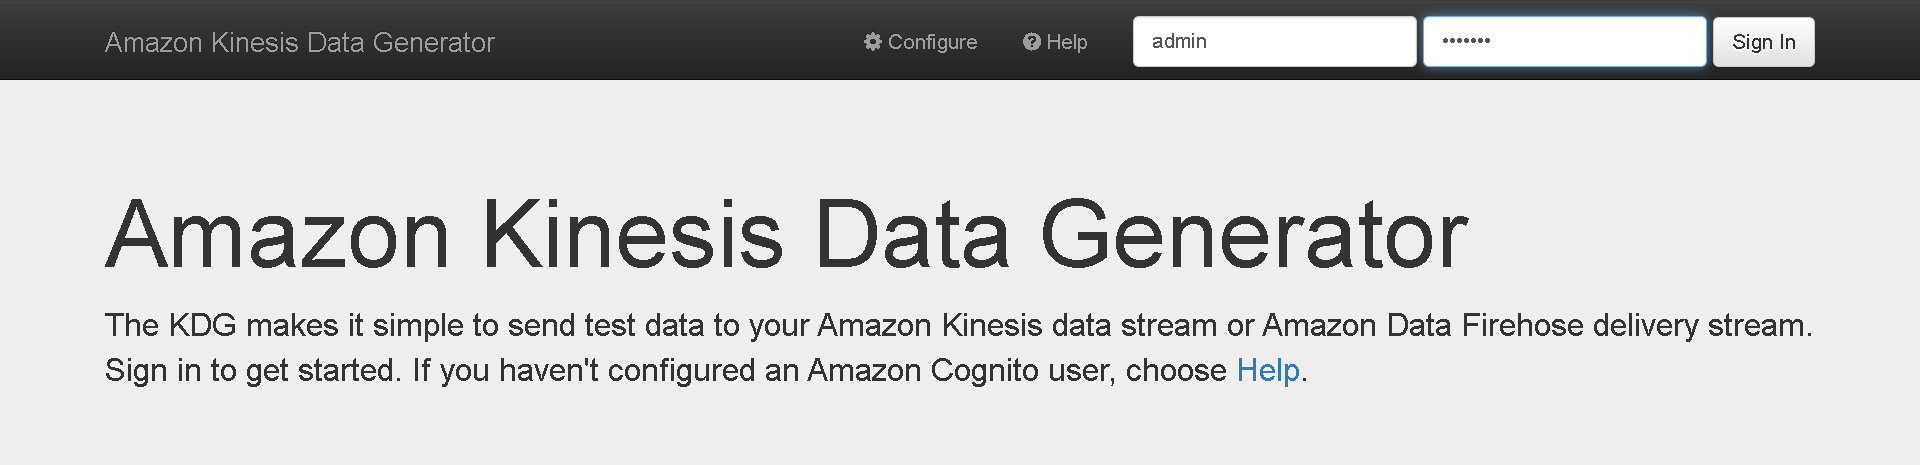 Amazon Kinesis Data Generator Configure Help admin ••••••• Sign In
Amazon Kinesis Data Generator
The KDG makes it simple to send test data to your Amazon Kinesis data stream or Amazon Data Firehose delivery stream.
Sign in to get started. If you haven't configured an Amazon Cognito user, choose Help.